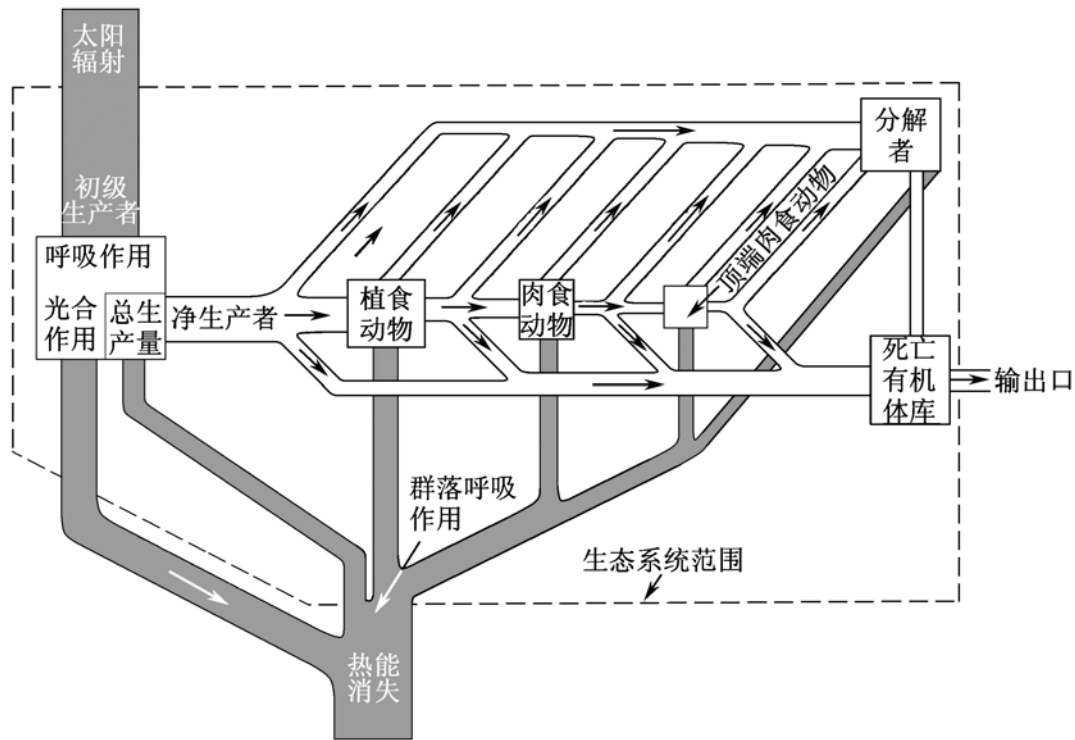 太阳
辐射
初级
生产者
呼吸作用
光合
作用
总生
产量
净生产者
植食
动物
肉食
动物
顶端肉食动物
分解
者
死亡
有机
体库
输出口
群落呼吸
作用
生态系统范围
热能
消失